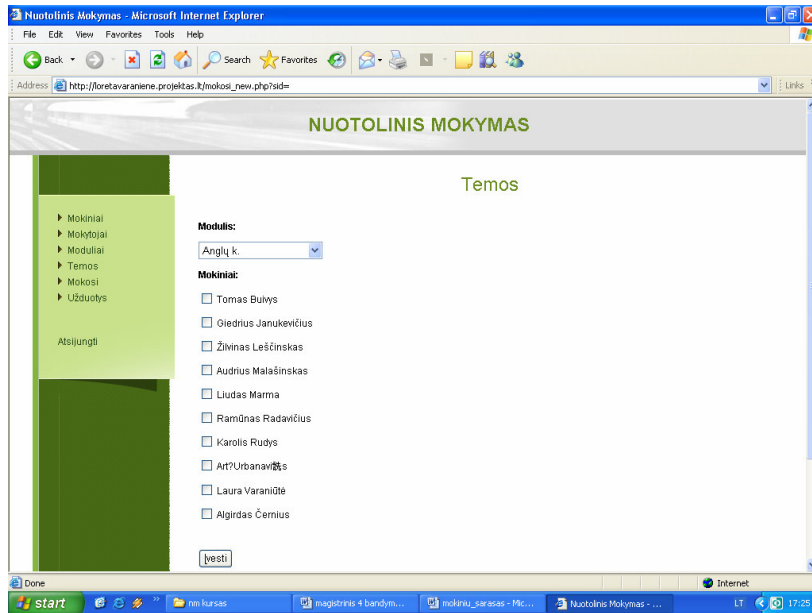 Nuotolinis Mokymas - Microsoft Internet Explorer
File Edit View Favorites Tools Help
Back Search Favorites
Address http://loretavaraniene.projektas.lt/mokosi_new.php?sid= Links
NUOTOLINIS MOKYMAS
Temos
Mokiniai
Mokytojai
Moduliai
Temos
Mokosi
Užduotys
Atsijungti
Modulis:
Anglų k.
Mokiniai:
Tomas Buivys
Giedrius Janukevičius
Žilvinas Leščinskas
Audrius Malašinskas
Liudas Marma
Ramūnas Radavičius
Karolis Rudys
Art?Urbanavi s
Laura Varaniūtė
Algirdas Černius
Įvesti
Done Internet
start nm kursas magistrinis 4 bandym... mokiniu_sarasas - Mic... Nuotolinis Mokymas - ... LT 17:25